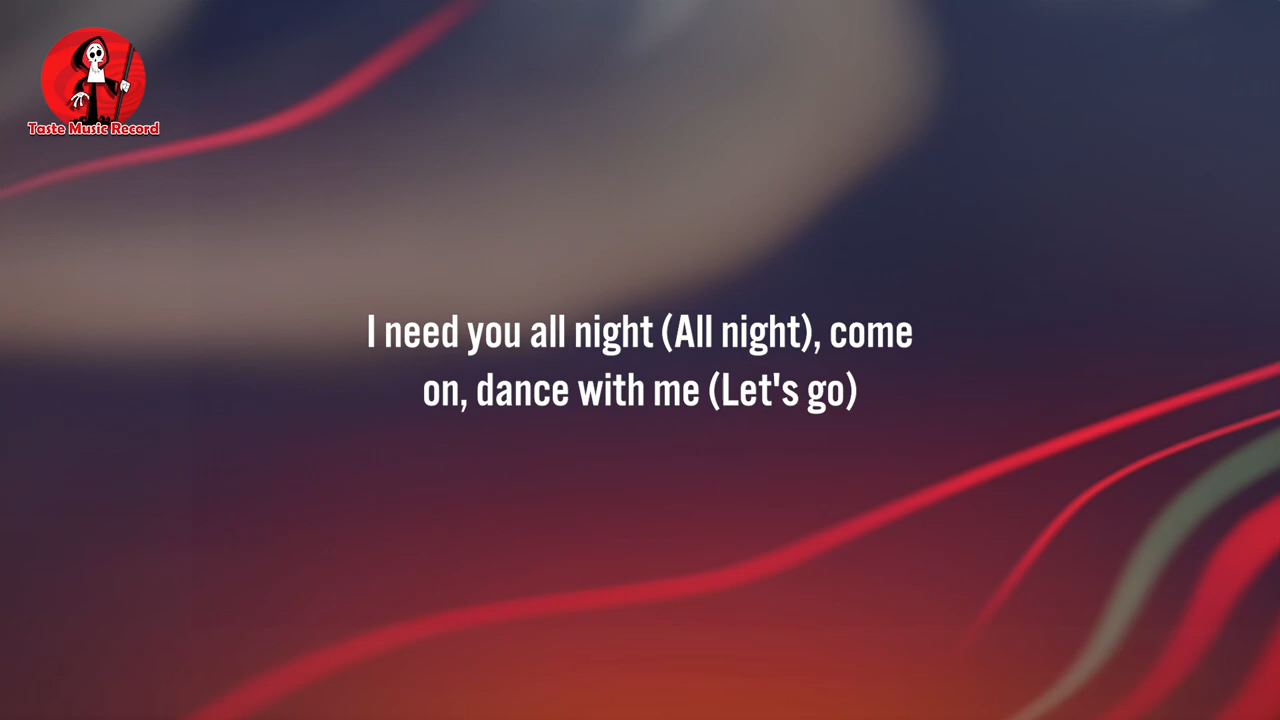 Taste Music Record
I need you all night (All night), come
on, dance with me (Let's go)